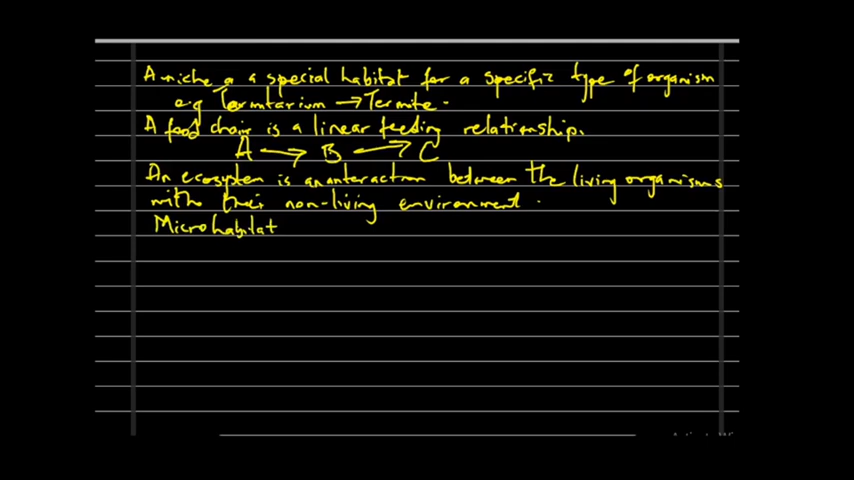 A niche a a special habitat for a specific type of organism
e.g Termitarium → Termite.
A food chain is a linear feeding relationship.
A → B → C
An ecosystem is an interaction between the living organisms
with their non-living environment.
Microhabitat